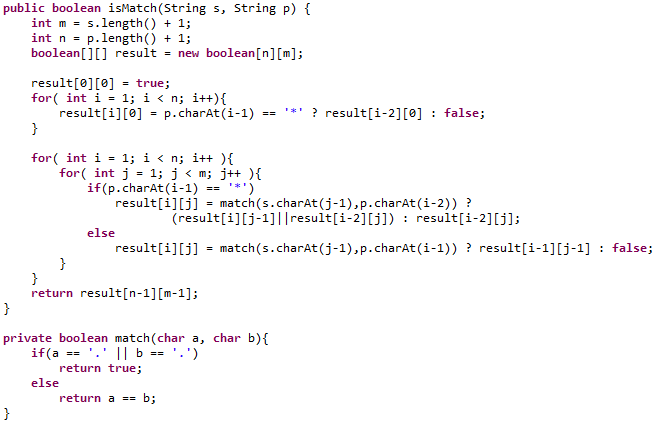 public boolean isMatch(String s, String p) {
    int m = s.length() + 1;
    int n = p.length() + 1;
    boolean[][] result = new boolean[n][m];

    result[0][0] = true;
    for( int i = 1; i < n; i++){
        result[i][0] = p.charAt(i-1) == '*' ? result[i-2][0] : false;
    }

    for( int i = 1; i < n; i++ ){
        for( int j = 1; j < m; j++ ){
            if(p.charAt(i-1) == '*')
                result[i][j] = match(s.charAt(j-1),p.charAt(i-2)) ?
                        (result[i][j-1]||result[i-2][j]) : result[i-2][j];
            else
                result[i][j] = match(s.charAt(j-1),p.charAt(i-1)) ? result[i-1][j-1] : false;
        }
    }
    return result[n-1][m-1];
}

private boolean match(char a, char b){
    if(a == '.' || b == '.')
        return true;
    else
        return a == b;
}